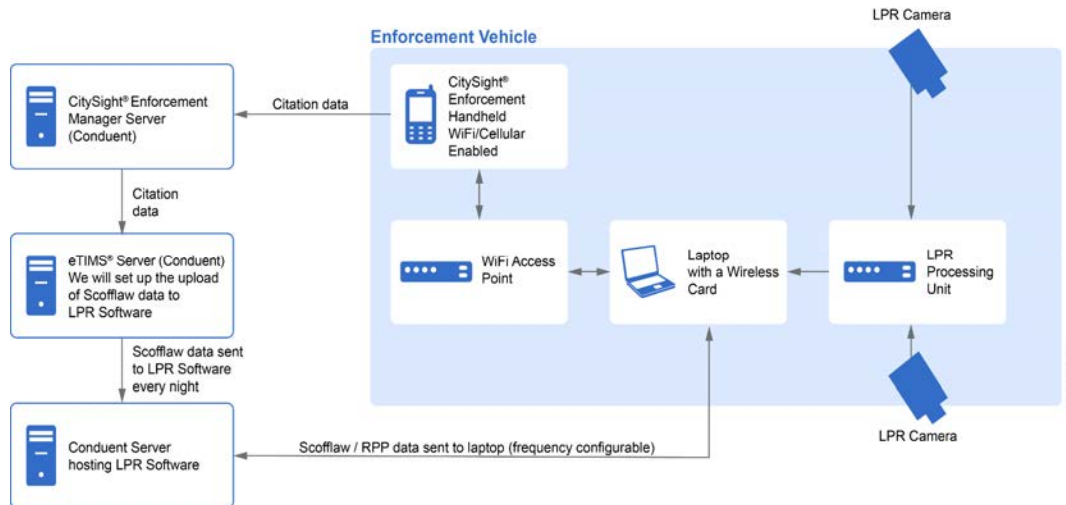 LPR Camera
Enforcement Vehicle
CitySight® Enforcement
Manager Server
(Conduent)
Citation data
CitySight®
Enforcement
Handheld
WiFi/Cellular
Enabled
Citation
data
eTIMS® Server (Conduent)
We will set up the upload
of Scofflaw data to
LPR Software
WiFi Access
Point
Laptop
with a Wireless
Card
LPR
Processing
Unit
Scofflaw data sent
to LPR Software
every night
LPR Camera
Conduent Server
hosting LPR Software
Scofflaw / RPP data sent to laptop (frequency configurable)